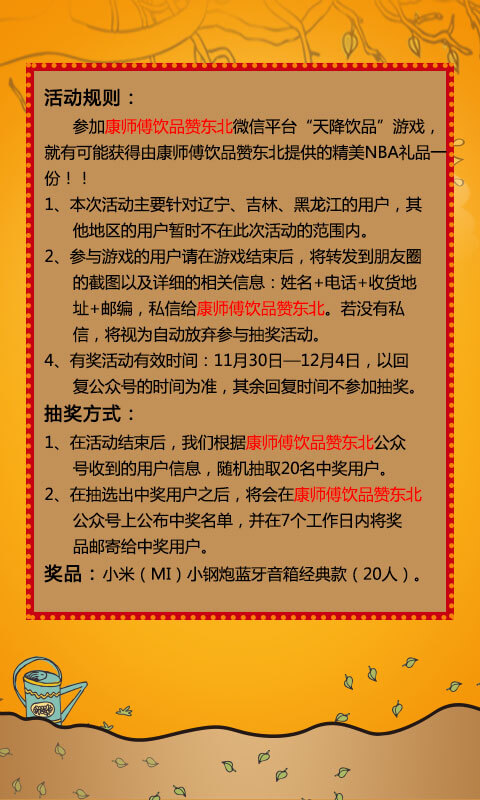 活动规则：
参加康师傅饮品赞东北微信平台“天降饮品”游戏，
就有可能获得由康师傅饮品赞东北提供的精美NBA礼品一
份！！
1、本次活动主要针对辽宁、吉林、黑龙江的用户，其
他地区的用户暂时不在此次活动的范围内。
2、参与游戏的用户请在游戏结束后，将转发到朋友圈
的截图以及详细的相关信息：姓名+电话+收货地
址+邮编，私信给康师傅饮品赞东北。若没有私
信，将视为自动放弃参与抽奖活动。
4、有奖活动有效时间：11月30日—12月4日，以回
复公众号的时间为准，其余回复时间不参加抽奖。
抽奖方式：
1、在活动结束后，我们根据康师傅饮品赞东北公众
号收到的用户信息，随机抽取20名中奖用户。
2、在抽选出中奖用户之后，将会在康师傅饮品赞东北
公众号上公布中奖名单，并在7个工作日内将奖
品邮寄给中奖用户。
奖品：小米（MI）小钢炮蓝牙音箱经典款（20人）。